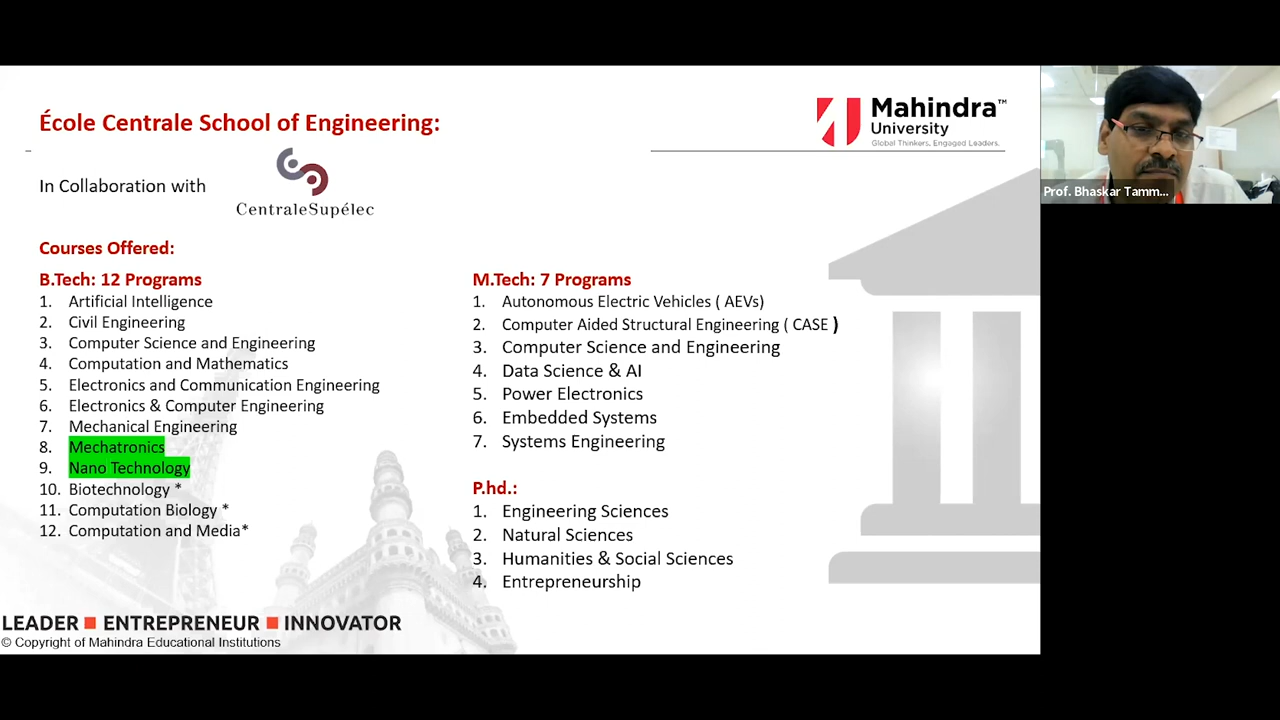 École Centrale School of Engineering:
Mahindra™
University
Global Thinkers, Engaged Leaders.
In Collaboration with
CentraleSupélec
Courses Offered:
B.Tech: 12 Programs
1. Artificial Intelligence
2. Civil Engineering
3. Computer Science and Engineering
4. Computation and Mathematics
5. Electronics and Communication Engineering
6. Electronics & Computer Engineering
7. Mechanical Engineering
8. Mechatronics
9. Nano Technology
10. Biotechnology *
11. Computation Biology *
12. Computation and Media*
M.Tech: 7 Programs
1. Autonomous Electric Vehicles ( AEVs)
2. Computer Aided Structural Engineering ( CASE )
3. Computer Science and Engineering
4. Data Science & AI
5. Power Electronics
6. Embedded Systems
7. Systems Engineering
P.hd.:
1. Engineering Sciences
2. Natural Sciences
3. Humanities & Social Sciences
4. Entrepreneurship
LEADER ■ ENTREPRENEUR ■ INNOVATOR
© Copyright of Mahindra Educational Institutions
Prof. Bhaskar Tamm...